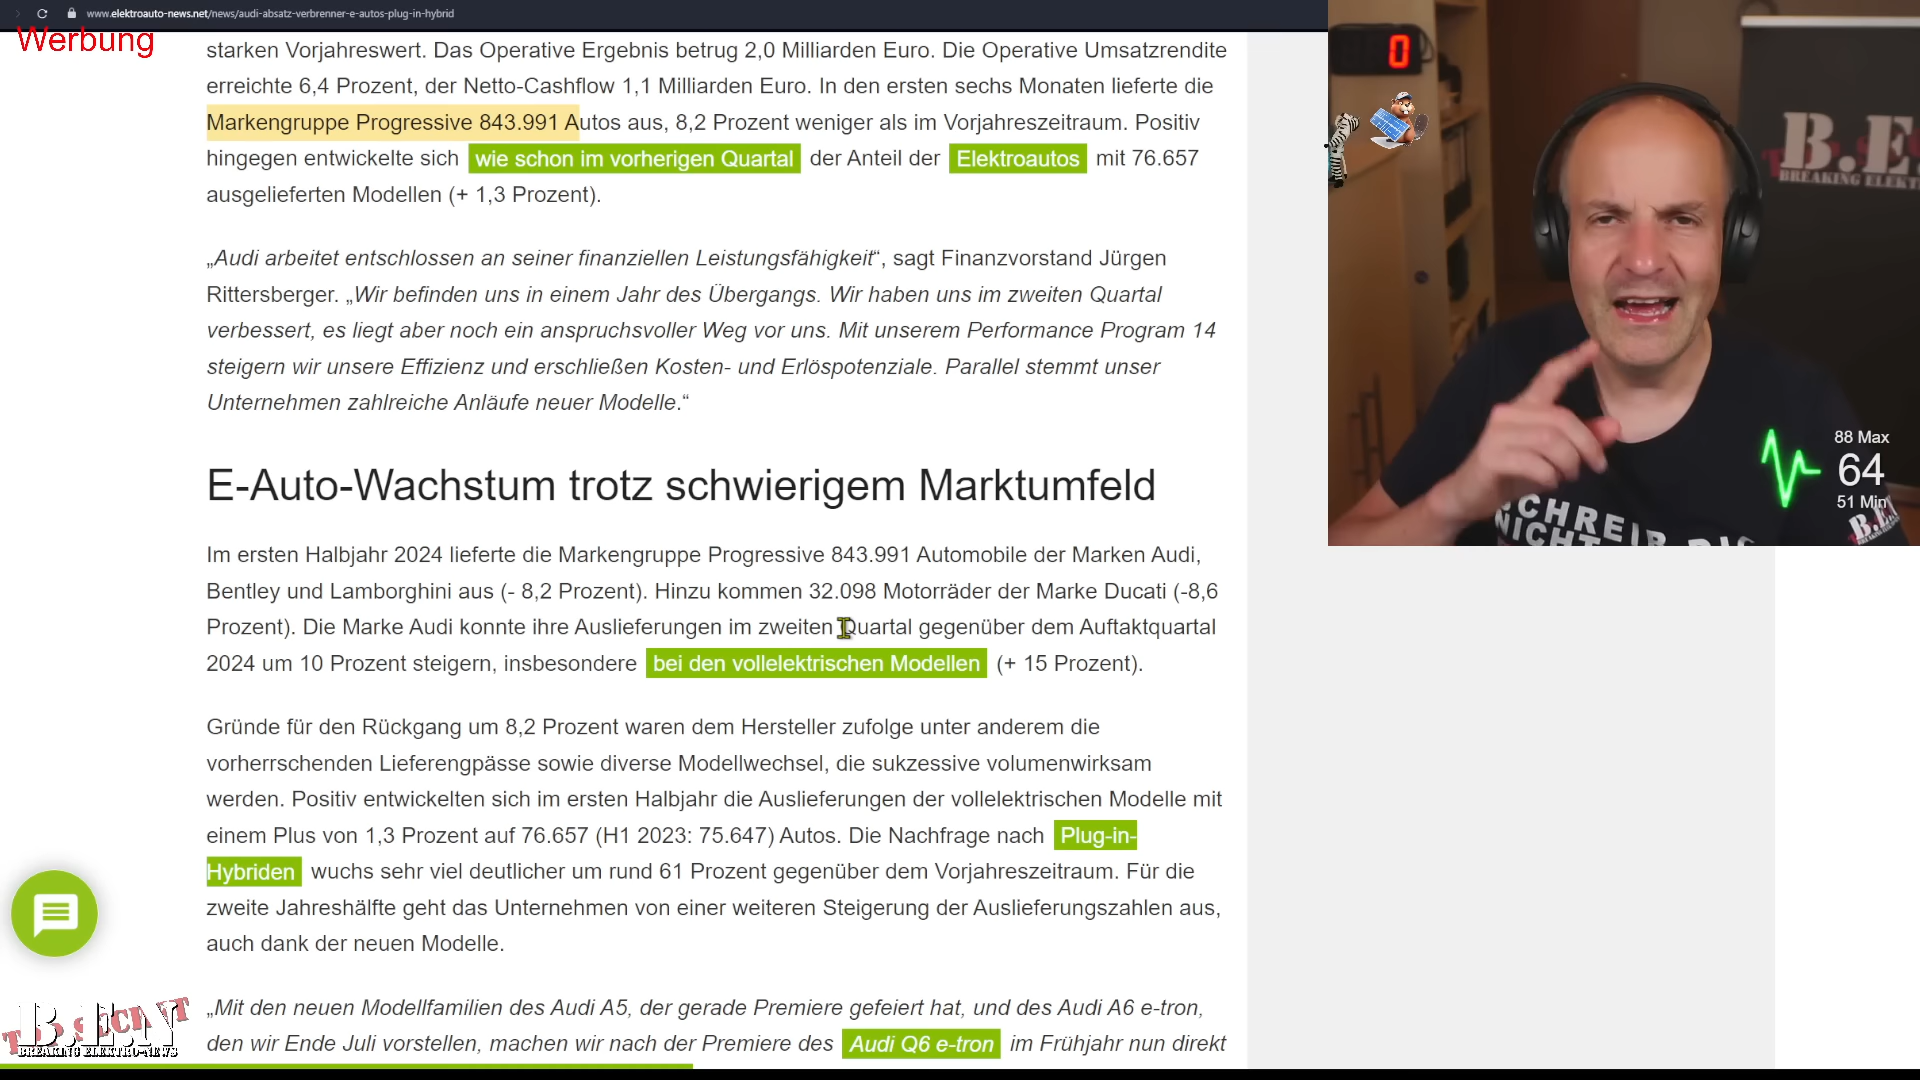 www.elektroauto-news.net/news/audi-absatz-verbrenner-e-autos-plug-in-hybrid
Werbung
starken Vorjahreswert. Das Operative Ergebnis betrug 2,0 Milliarden Euro. Die Operative Umsatzrendite
erreichte 6,4 Prozent, der Netto-Cashflow 1,1 Milliarden Euro. In den ersten sechs Monaten lieferte die
Markengruppe Progressive 843.991 Autos aus, 8,2 Prozent weniger als im Vorjahreszeitraum. Positiv
hingegen entwickelte sich wie schon im vorherigen Quartal der Anteil der Elektroautos mit 76.657
ausgelieferten Modellen (+ 1,3 Prozent).
„Audi arbeitet entschlossen an seiner finanziellen Leistungsfähigkeit“, sagt Finanzvorstand Jürgen
Rittersberger. „Wir befinden uns in einem Jahr des Übergangs. Wir haben uns im zweiten Quartal
verbessert, es liegt aber noch ein anspruchsvoller Weg vor uns. Mit unserem Performance Program 14
steigern wir unsere Effizienz und erschließen Kosten- und Erlöspotenziale. Parallel stemmt unser
Unternehmen zahlreiche Anläufe neuer Modelle.“
E-Auto-Wachstum trotz schwierigem Marktumfeld
Im ersten Halbjahr 2024 lieferte die Markengruppe Progressive 843.991 Automobile der Marken Audi,
Bentley und Lamborghini aus (- 8,2 Prozent). Hinzu kommen 32.098 Motorräder der Marke Ducati (-8,6
Prozent). Die Marke Audi konnte ihre Auslieferungen im zweiten Quartal gegenüber dem Auftaktquartal
2024 um 10 Prozent steigern, insbesondere bei den vollelektrischen Modellen (+ 15 Prozent).
Gründe für den Rückgang um 8,2 Prozent waren dem Hersteller zufolge unter anderem die
vorherrschenden Lieferengpässe sowie diverse Modellwechsel, die sukzessive volumenwirksam
werden. Positiv entwickelten sich im ersten Halbjahr die Auslieferungen der vollelektrischen Modelle mit
einem Plus von 1,3 Prozent auf 76.657 (H1 2023: 75.647) Autos. Die Nachfrage nach Plug-in-
Hybriden wuchs sehr viel deutlicher um rund 61 Prozent gegenüber dem Vorjahreszeitraum. Für die
zweite Jahreshälfte geht das Unternehmen von einer weiteren Steigerung der Auslieferungszahlen aus,
auch dank der neuen Modelle.
„Mit den neuen Modellfamilien des Audi A5, der gerade Premiere gefeiert hat, und des Audi A6 e-tron,
den wir Ende Juli vorstellen, machen wir nach der Premiere des Audi Q6 e-tron im Frühjahr nun direkt
0
B.E.
BREAKING ELEKT
88 Max
64
51 Min
SCHREIB
NICHT
B.E.N
BREAKING ELEKTRO-NEWS